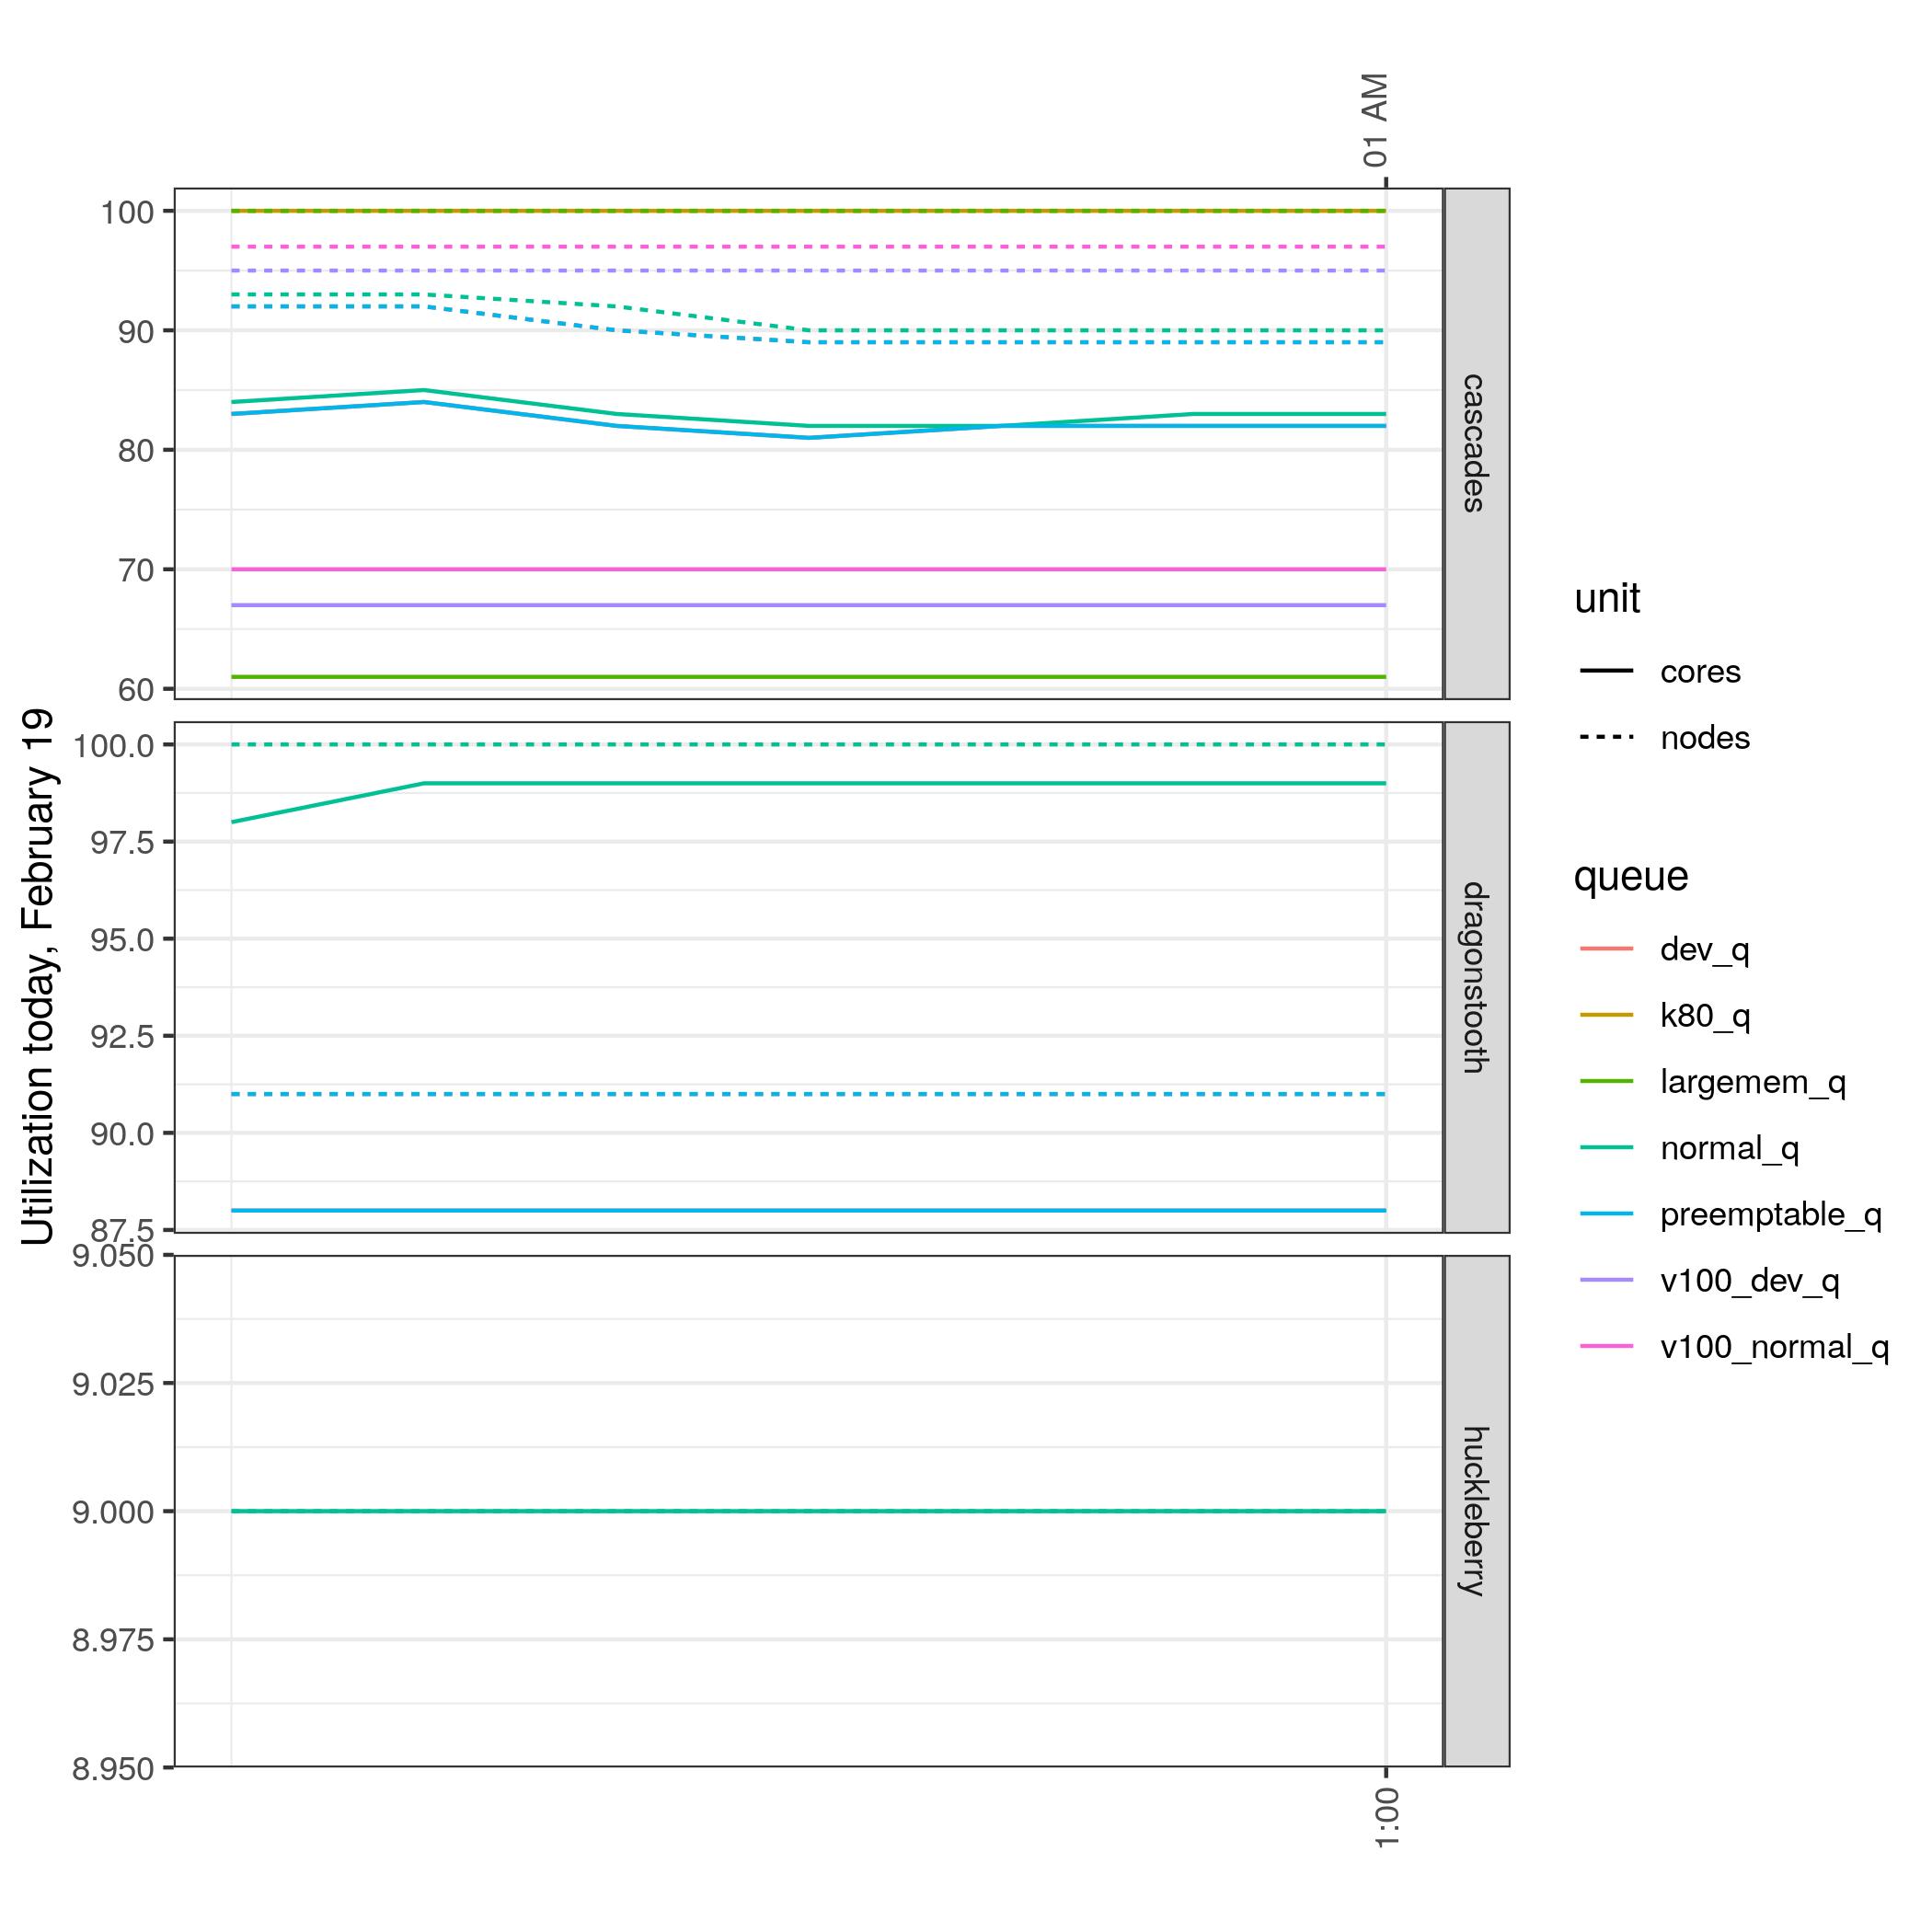 01 AM
100
90
80
70
60
cascades
100.0
97.5
95.0
92.5
90.0
87.5
dragonstooth
9.050
9.025
9.000
8.975
8.950
huckleberry
1:00
Utilization today, February 19
unit
cores
nodes
queue
dev_q
k80_q
largemem_q
normal_q
preemptable_q
v100_dev_q
v100_normal_q